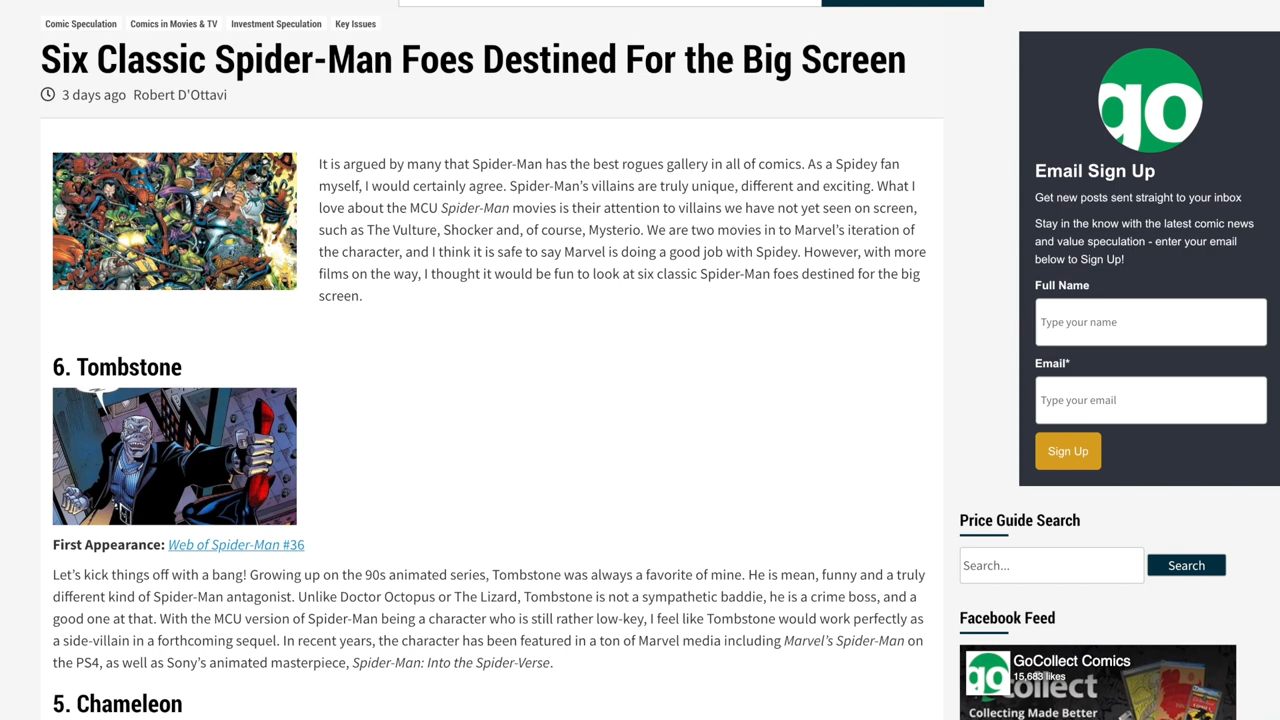 Comic Speculation Comics in Movies & TV Investment Speculation Key Issues
Six Classic Spider-Man Foes Destined For the Big Screen
3 days ago Robert D'Ottavi
It is argued by many that Spider-Man has the best rogues gallery in all of comics. As a Spidey fan
myself, I would certainly agree. Spider-Man’s villains are truly unique, different and exciting. What I
love about the MCU Spider-Man movies is their attention to villains we have not yet seen on screen,
such as The Vulture, Shocker and, of course, Mysterio. We are two movies in to Marvel’s iteration of
the character, and I think it is safe to say Marvel is doing a good job with Spidey. However, with more
films on the way, I thought it would be fun to look at six classic Spider-Man foes destined for the big
screen.
6. Tombstone
First Appearance: Web of Spider-Man #36
Let’s kick things off with a bang! Growing up on the 90s animated series, Tombstone was always a favorite of mine. He is mean, funny and a truly
different kind of Spider-Man antagonist. Unlike Doctor Octopus or The Lizard, Tombstone is not a sympathetic baddie, he is a crime boss, and a
good one at that. With the MCU version of Spider-Man being a character who is still rather low-key, I feel like Tombstone would work perfectly as
a side-villain in a forthcoming sequel. In recent years, the character has been featured in a ton of Marvel media including Marvel’s Spider-Man on
the PS4, as well as Sony’s animated masterpiece, Spider-Man: Into the Spider-Verse.
5. Chameleon
go
Email Sign Up
Get new posts sent straight to your inbox
Stay in the know with the latest comic news
and value speculation - enter your email
below to Sign Up!
Full Name
Type your name
Email*
Type your email
Sign Up
Price Guide Search
Search...
Search
Facebook Feed
go
GoCollect Comics
15,683 likes
ollect
Collecting Made Better